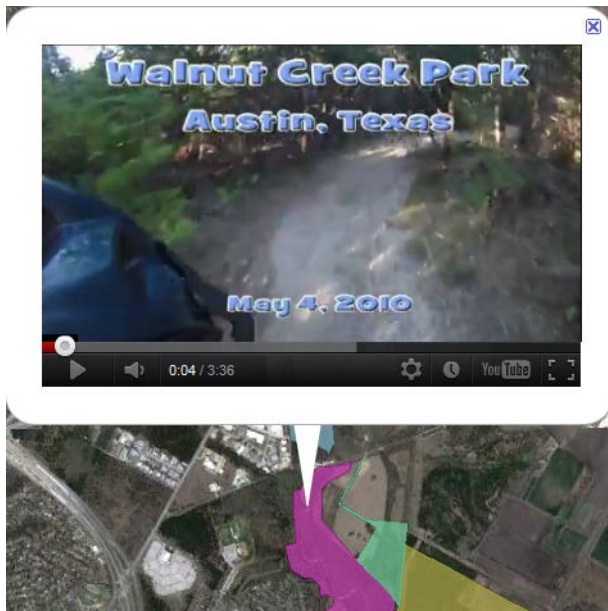 Walnut Creek Park
Austin, Texas
May 4, 2010
0:04 / 3:36
YouTube